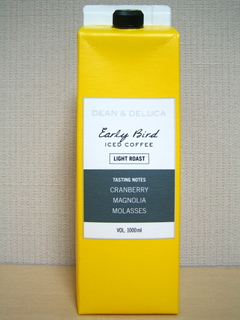 DEAN & DELUCA
Early Bird
ICED COFFEE
LIGHT ROAST
TASTING NOTES
CRANBERRY
MAGNOLIA
MOLASSES
VOL. 1000ml